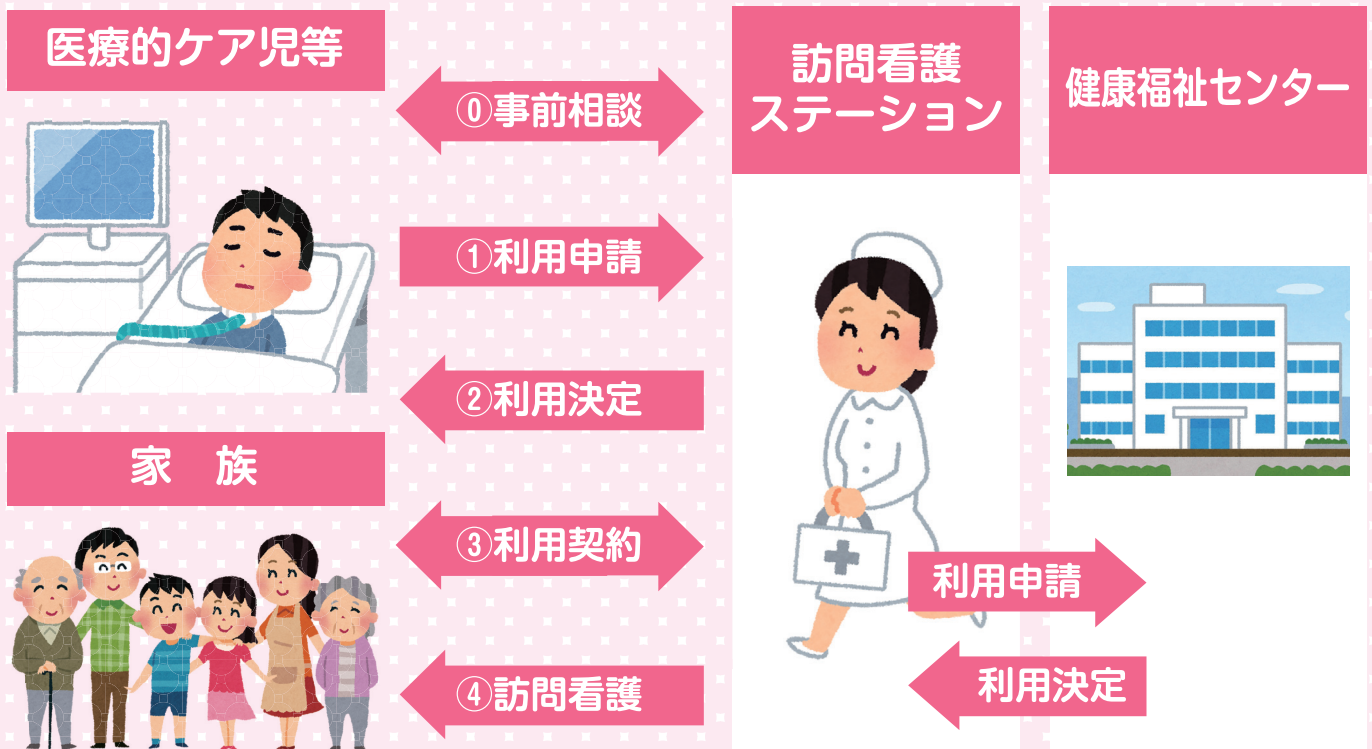 医療的ケア児等
家　族
⓪事前相談
①利用申請
②利用決定
③利用契約
④訪問看護
訪問看護
ステーション
健康福祉センター
利用申請
利用決定